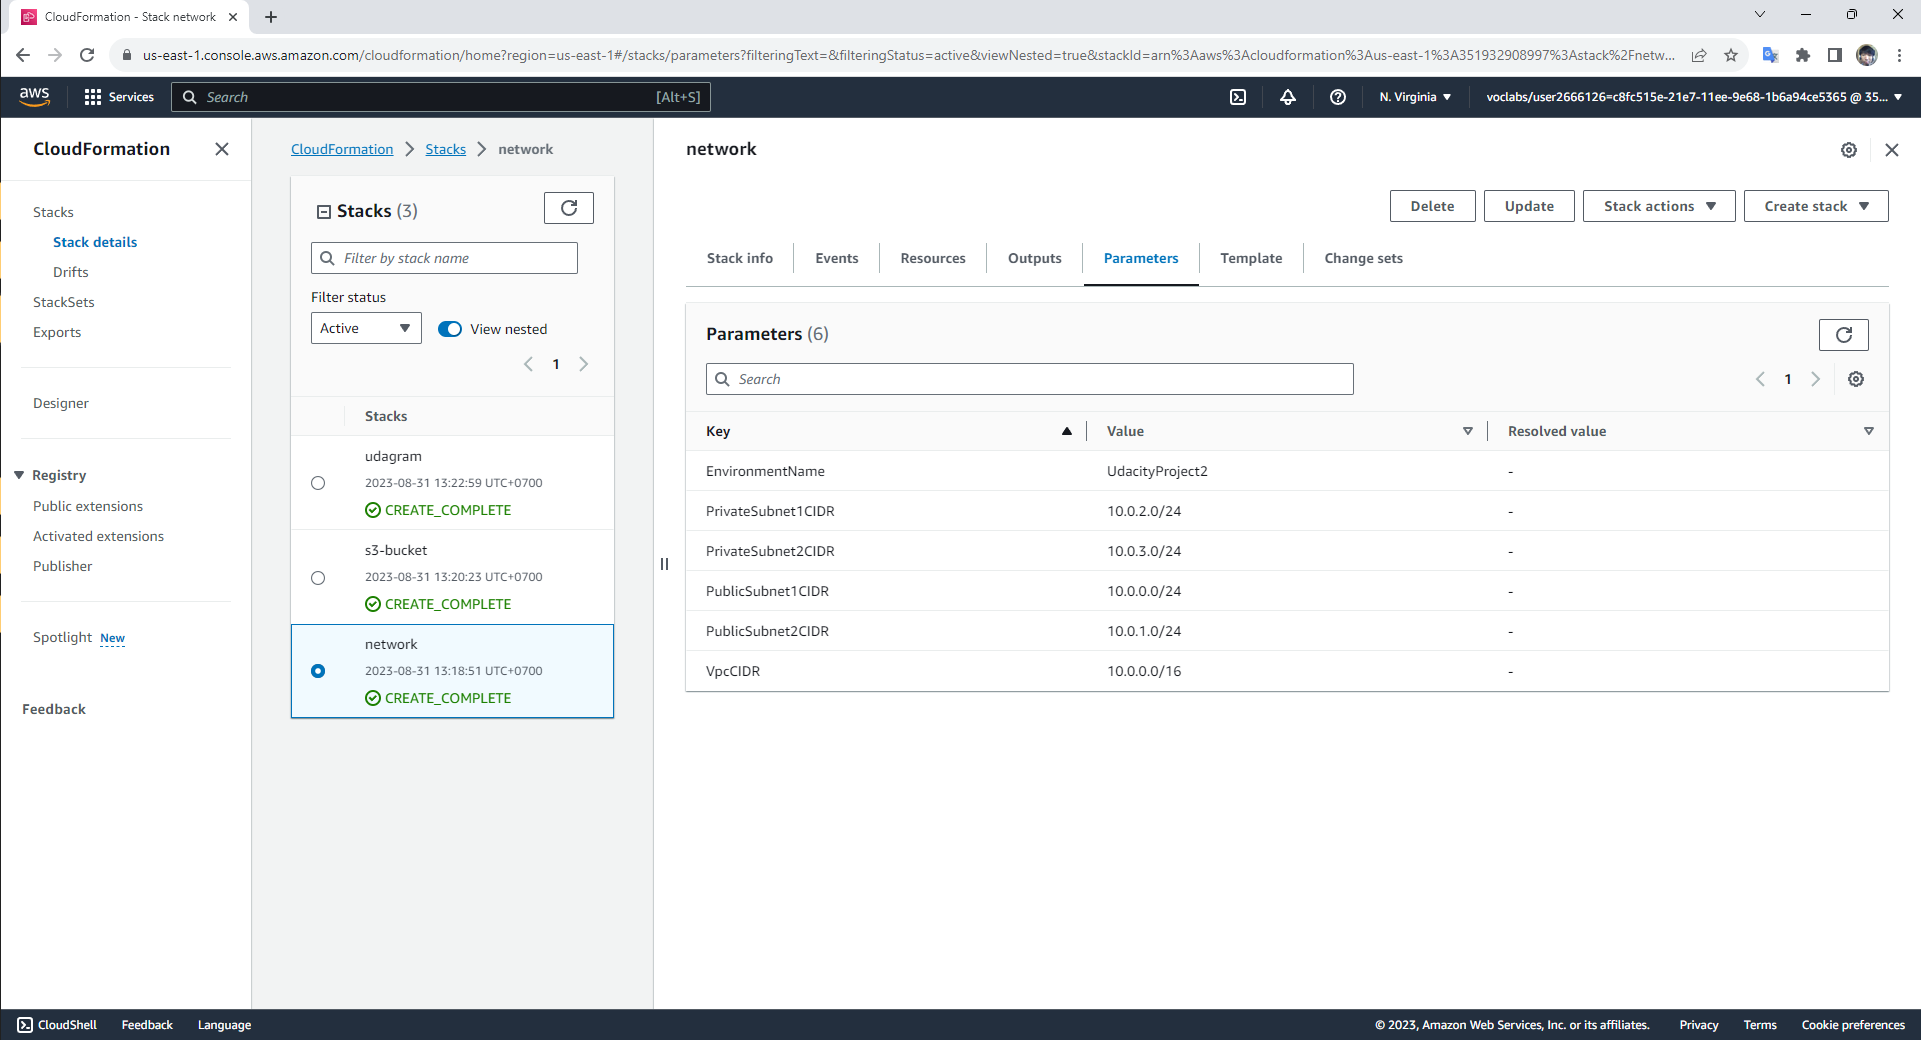 CloudFormation - Stack network
us-east-1.console.aws.amazon.com/cloudformation/home?region=us-east-1#/stacks/parameters?filteringText=&filteringStatus=active&viewNested=true&stackId=arn%3Aaws%3Acloudformation%3Aus-east-1%3A351932908997%3Astack%2Fnetw...
aws
Services
Search
[Alt+S]
N. Virginia
voclabs/user2666126=c8fc515e-21e7-11ee-9e68-1b6a94ce5365 @ 35...
CloudFormation
Stacks
Stack details
Drifts
StackSets
Exports
Designer
Registry
Public extensions
Activated extensions
Publisher
Spotlight New
Feedback
CloudFormation
Stacks
network
Stacks (3)
Filter by stack name
Filter status
Active
View nested
1
Stacks
udagram
2023-08-31 13:22:59 UTC+0700
CREATE_COMPLETE
s3-bucket
2023-08-31 13:20:23 UTC+0700
CREATE_COMPLETE
network
2023-08-31 13:18:51 UTC+0700
CREATE_COMPLETE
network
Delete
Update
Stack actions
Create stack
Stack info
Events
Resources
Outputs
Parameters
Template
Change sets
Parameters (6)
Search
1
Key Value Resolved value
EnvironmentName UdacityProject2 -
PrivateSubnet1CIDR 10.0.2.0/24 -
PrivateSubnet2CIDR 10.0.3.0/24 -
PublicSubnet1CIDR 10.0.0.0/24 -
PublicSubnet2CIDR 10.0.1.0/24 -
VpcCIDR 10.0.0.0/16 -
CloudShell Feedback Language
© 2023, Amazon Web Services, Inc. or its affiliates. Privacy Terms Cookie preferences